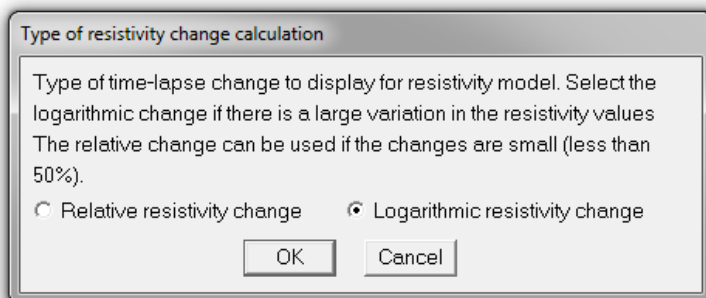 Type of resistivity change calculation
Type of time-lapse change to display for resistivity model. Select the
logarithmic change if there is a large variation in the resistivity values
The relative change can be used if the changes are small (less than
50%).
Relative resistivity change Logarithmic resistivity change
OK Cancel